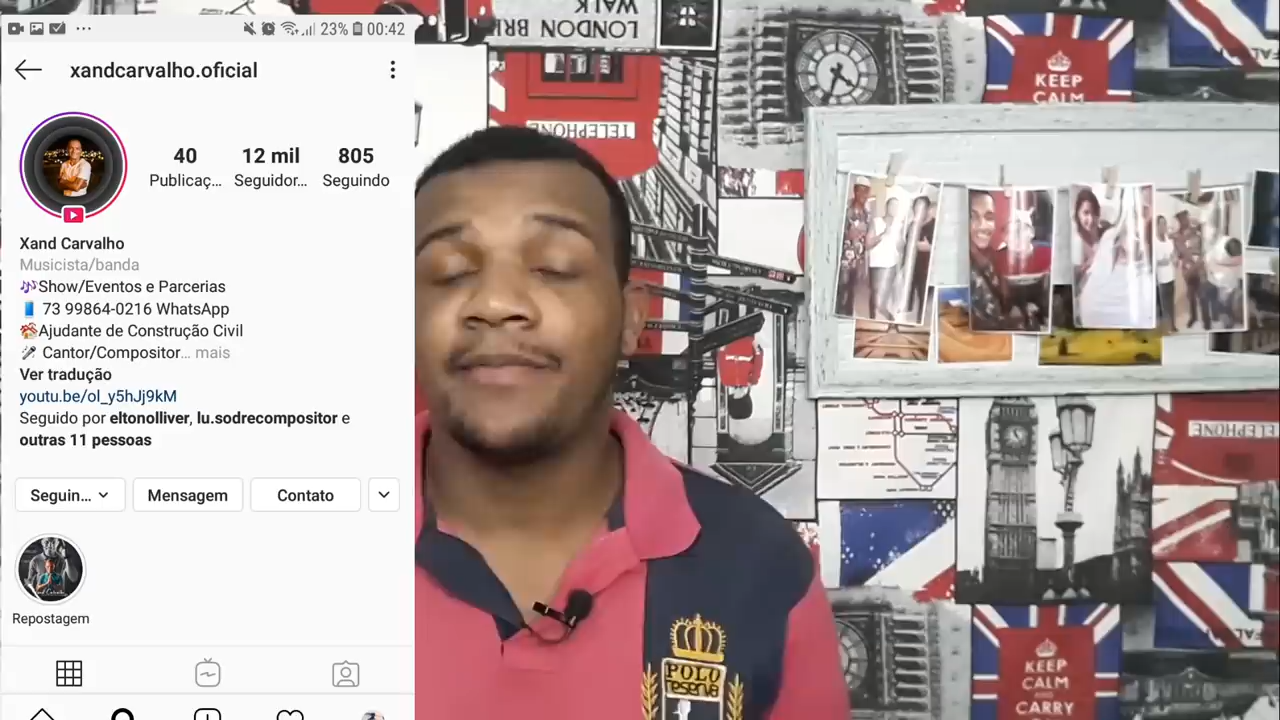 23% 00:42
xandcarvalho.oficial
40 12 mil 805
Publicaç... Seguidor... Seguindo
Xand Carvalho
Musicista/banda
🎶Show/Eventos e Parcerias
📱 73 99864-0216 WhatsApp
🏠Ajudante de Construção Civil
🎤 Cantor/Compositor... mais
Ver tradução
youtu.be/ol_y5hJj9kM
Seguido por eltonolliver, lu.sodrecompositor e
outras 11 pessoas
Seguin... Mensagem Contato
Repostagem
WALK
LONDON BRI
TELEPHONE
KEEP
CALM
TELEPHONE
KEEP
CALM
AND
CARRY
POLO
reserva